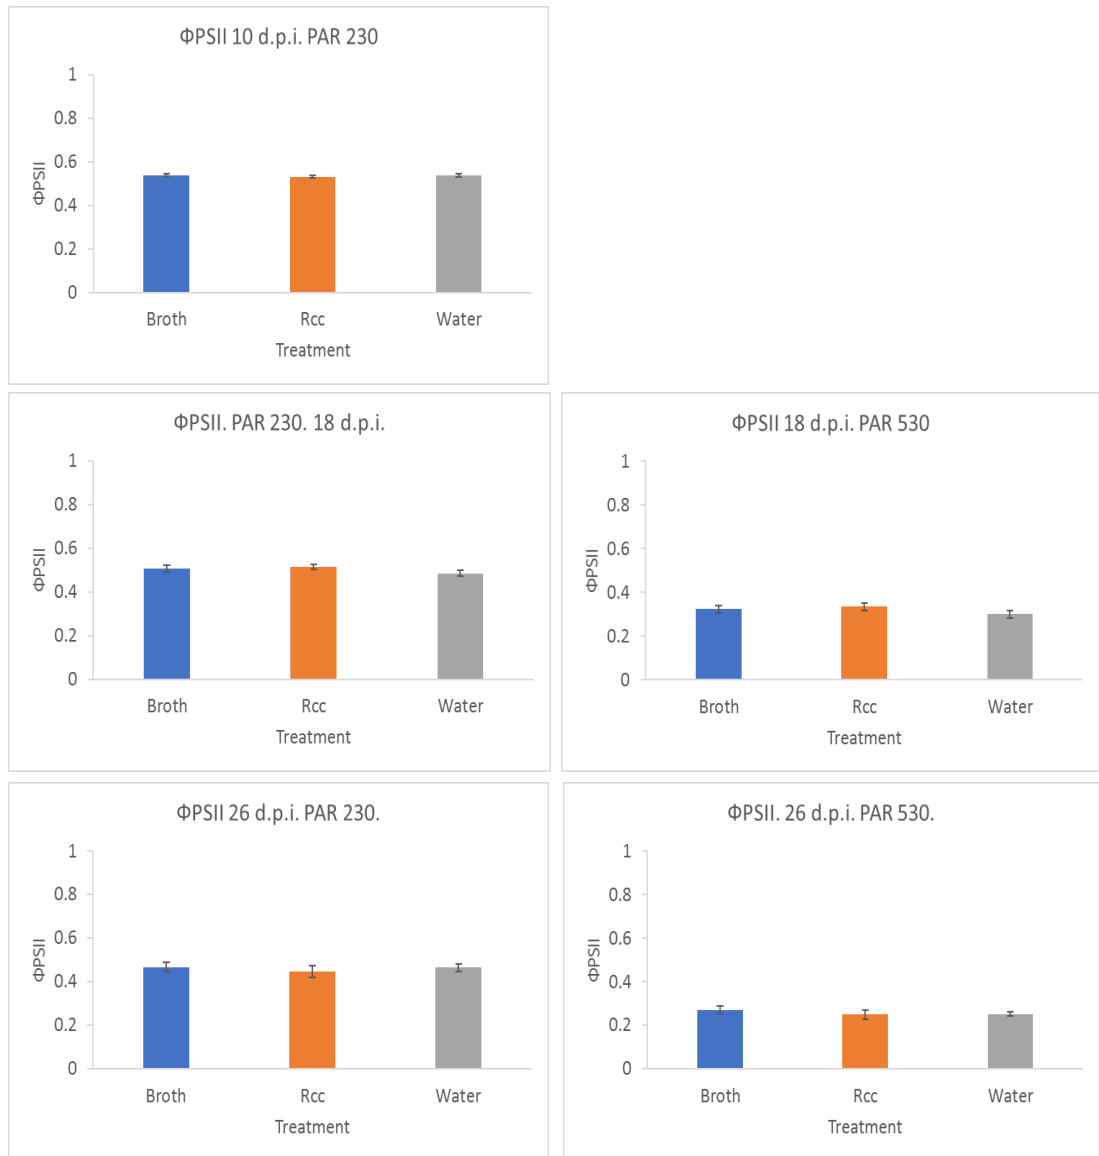 ΦPSII 10 d.p.i. PAR 230
1
0.8
0.6
0.4
0.2
0
ΦPSII
Broth Rcc Water
Treatment
ΦPSII. PAR 230. 18 d.p.i.
1
0.8
0.6
0.4
0.2
0
ΦPSII
Broth Rcc Water
Treatment
ΦPSII 18 d.p.i. PAR 530
1
0.8
0.6
0.4
0.2
0
ΦPSII
Broth Rcc Water
Treatment
ΦPSII 26 d.p.i. PAR 230.
1
0.8
0.6
0.4
0.2
0
ΦPSII
Broth Rcc Water
Treatment
ΦPSII. 26 d.p.i. PAR 530.
1
0.8
0.6
0.4
0.2
0
ΦPSII
Broth Rcc Water
Treatment